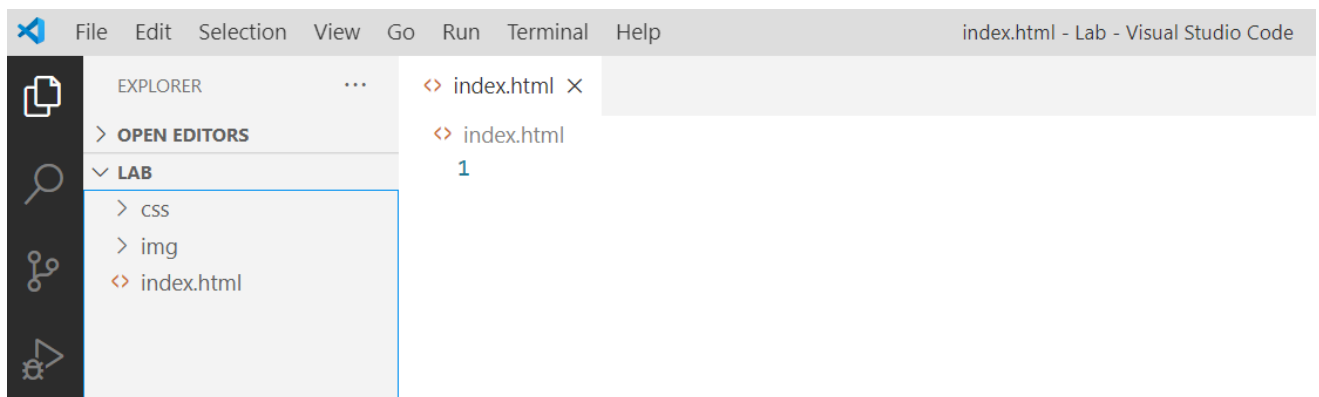 File Edit Selection View Go Run Terminal Help index.html - Lab - Visual Studio Code
EXPLORER
OPEN EDITORS
LAB
css
img
index.html
index.html
index.html
1